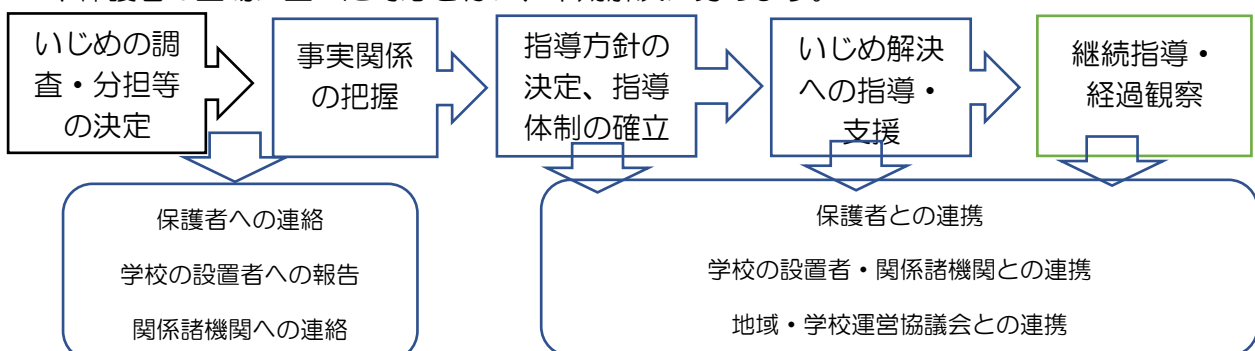 いじめの調
査・分担等
の決定
事実関係
の把握
指導方針の
決定、指導
体制の確立
いじめ解決
への指導・
支援
継続指導・
経過観察
保護者への連絡
学校の設置者への報告
関係諸機関への連絡
保護者との連携
学校の設置者・関係諸機関との連携
地域・学校運営協議会との連携